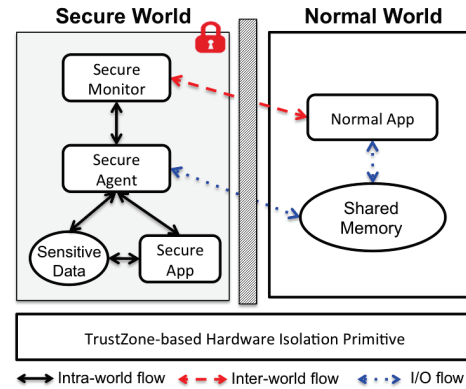 Secure World
Normal World
Secure
Monitor
Normal App
Secure
Agent
Shared
Memory
Sensitive
Data
Secure
App
TrustZone-based Hardware Isolation Primitive
Intra-world flow
Inter-world flow
I/O flow